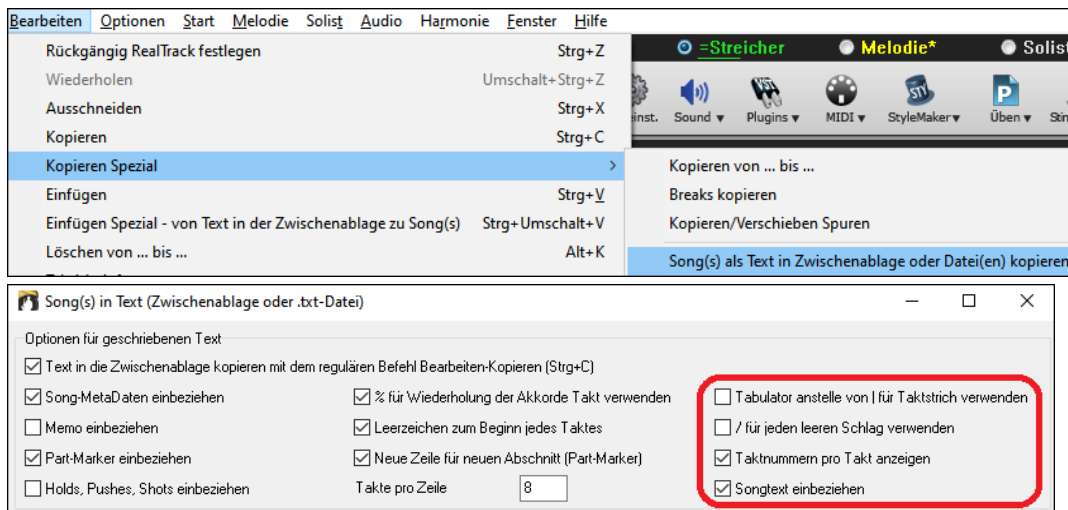 Bearbeiten Optionen Start Melodie Solist Audio Harmonie Fenster Hilfe
Rückgängig RealTrack festlegen Strg+Z
Wiederholen Umschalt+Strg+Z
Ausschneiden Strg+X
Kopieren Strg+C
Kopieren Spezial >
Einfügen Strg+V
Einfügen Spezial - von Text in der Zwischenablage zu Song(s) Strg+Umschalt+V
Löschen von ... bis ... Alt+K
=Streicher Melodie* Solist
inst. Sound Plugins MIDI StyleMaker Üben
Kopieren von ... bis ...
Breaks kopieren
Kopieren/Verschieben Spuren
Song(s) als Text in Zwischenablage oder Datei(en) kopieren
Song(s) in Text (Zwischenablage oder .txt-Datei)
Optionen für geschriebenen Text
Text in die Zwischenablage kopieren mit dem regulären Befehl Bearbeiten-Kopieren (Strg+C)
Song-MetaDaten einbeziehen % für Wiederholung der Akkorde Takt verwenden Tabulator anstelle von | für Taktstrich verwenden
Memo einbeziehen Leerzeichen zum Beginn jedes Taktes / für jeden leeren Schlag verwenden
Part-Marker einbeziehen Neue Zeile für neuen Abschnitt (Part-Marker) Taktnummern pro Takt anzeigen
Holds, Pushes, Shots einbeziehen Takte pro Zeile 8 Songtext einbeziehen